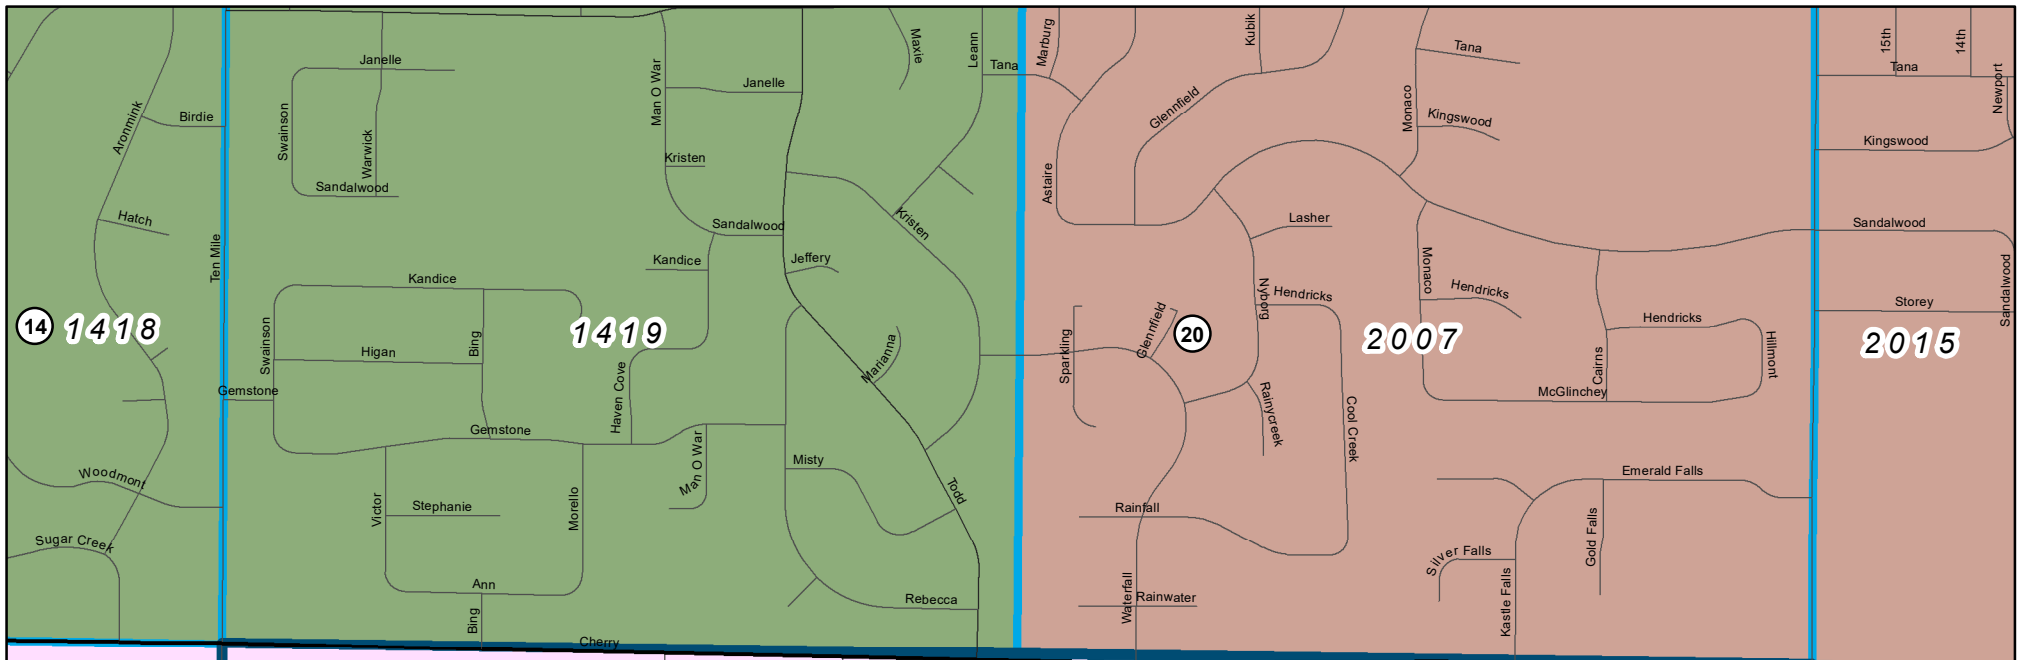 Janelle
Aronmink
Birdie
Swainson
Warwick
Sandalwood
Hatch
Ten Mile
Man O War
Janelle
Kristen
Maxie
Leann
Tana
Sandalwood
Kristen
Kandice
Jeffery
Kandice
14
1418
1419
Swainson
Bing
Higan
Gemstone
Haven Cove
Marianna
Gemstone
Man O War
Misty
Todd
Woodmont
Victor
Stephanie
Morello
Sugar Creek
Ann
Bing
Rebecca
Cherry
Marburg
Kubik
Tana
Glennfield
Monaco
Kingswood
Astaire
Lasher
Monaco
Nyborg
Hendricks
Hendricks
Hendricks
Sparkling
Glennfield
20
2007
Cairns
Hillmont
McGlinchey
Rainycreek
Cool Creek
Emerald Falls
Rainfall
Gold Falls
Silver Falls
Kastle Falls
Waterfall
Rainwater
15th
14th
Tana
Newport
Kingswood
Sandalwood
Sandalwood
Storey
2015